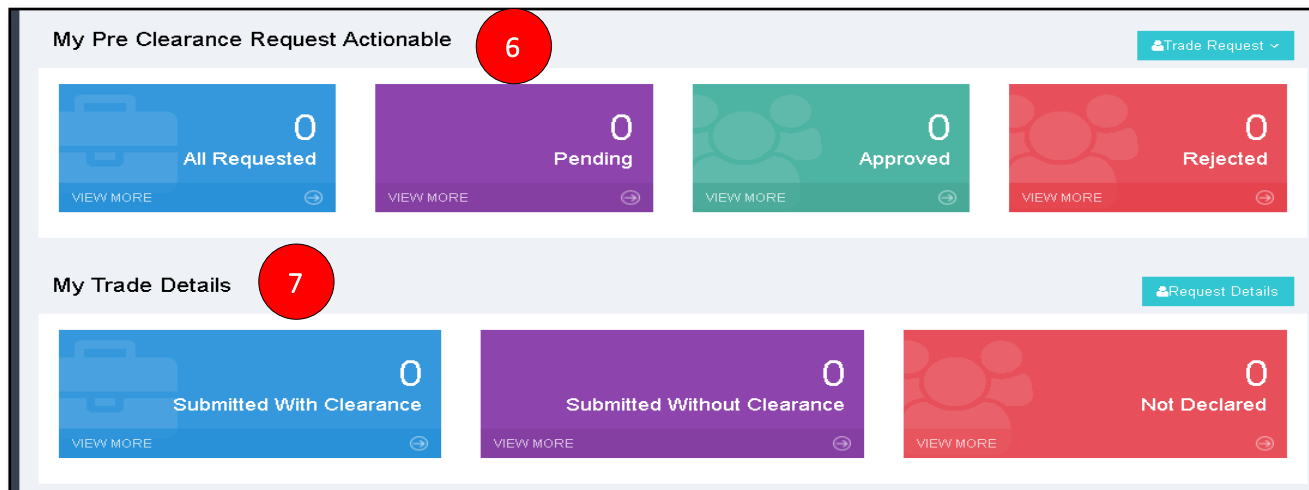 My Pre Clearance Request Actionable
6
Trade Request
0
All Requested
VIEW MORE
0
Pending
VIEW MORE
0
Approved
VIEW MORE
0
Rejected
VIEW MORE
My Trade Details
7
Request Details
0
Submitted With Clearance
VIEW MORE
0
Submitted Without Clearance
VIEW MORE
0
Not Declared
VIEW MORE